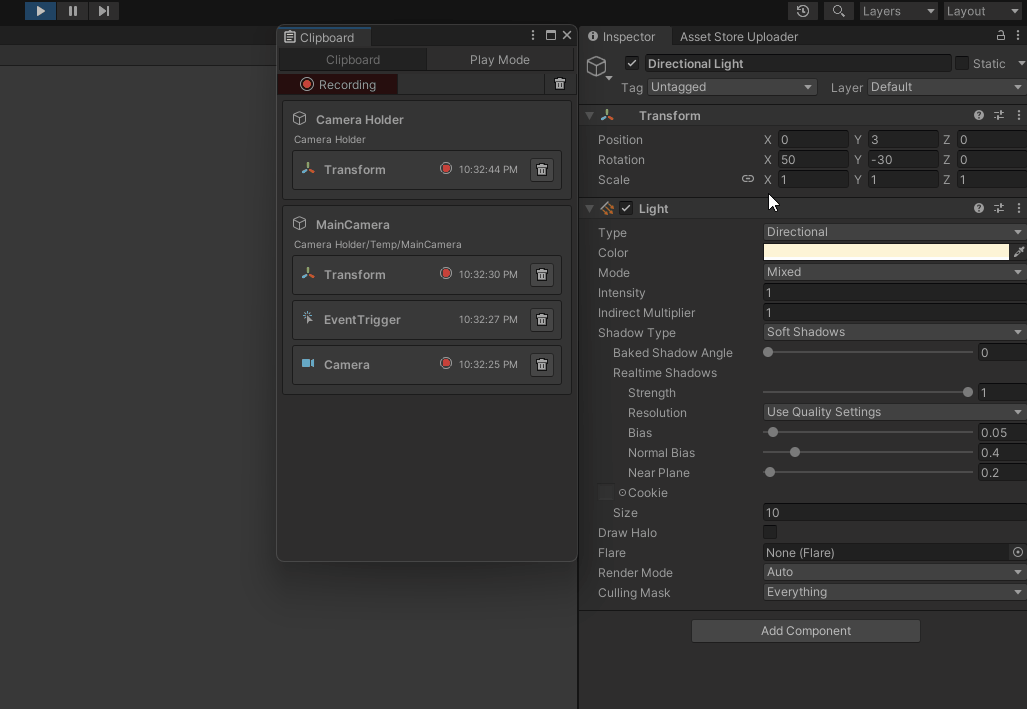 Layers
Layout
Clipboard
Clipboard
Play Mode
Recording
Camera Holder
Camera Holder
Transform
10:32:44 PM
MainCamera
Camera Holder/Temp/MainCamera
Transform
10:32:30 PM
EventTrigger
10:32:27 PM
Camera
10:32:25 PM
Inspector
Asset Store Uploader
Directional Light
Static
Tag Untagged
Layer Default
Transform
Position X 0 Y 3 Z 0
Rotation X 50 Y -30 Z 0
Scale X 1 Y 1 Z 1
Light
Type Directional
Color
Mode Mixed
Intensity 1
Indirect Multiplier 1
Shadow Type Soft Shadows
Baked Shadow Angle 0
Realtime Shadows
Strength 1
Resolution Use Quality Settings
Bias 0.05
Normal Bias 0.4
Near Plane 0.2
Cookie
Size 10
Draw Halo
Flare None (Flare)
Render Mode Auto
Culling Mask Everything
Add Component